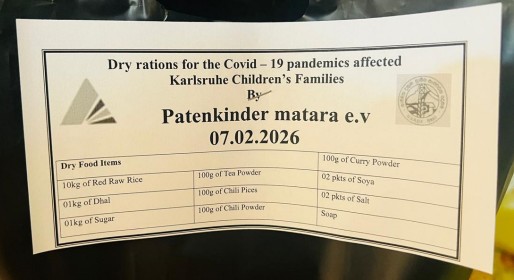 Dry rations for the Covid – 19 pandemics affected
Karlsruhe Children's Families
By
Patenkinder matara e.v
07.02.2026
Dry Food Items
100g of Curry Powder
10kg of Red Raw Rice
100g of Tea Powder
02 pkts of Soya
01kg of Dhal
100g of Chili Pices
02 pkts of Salt
01kg of Sugar
100g of Chili Powder
Soap